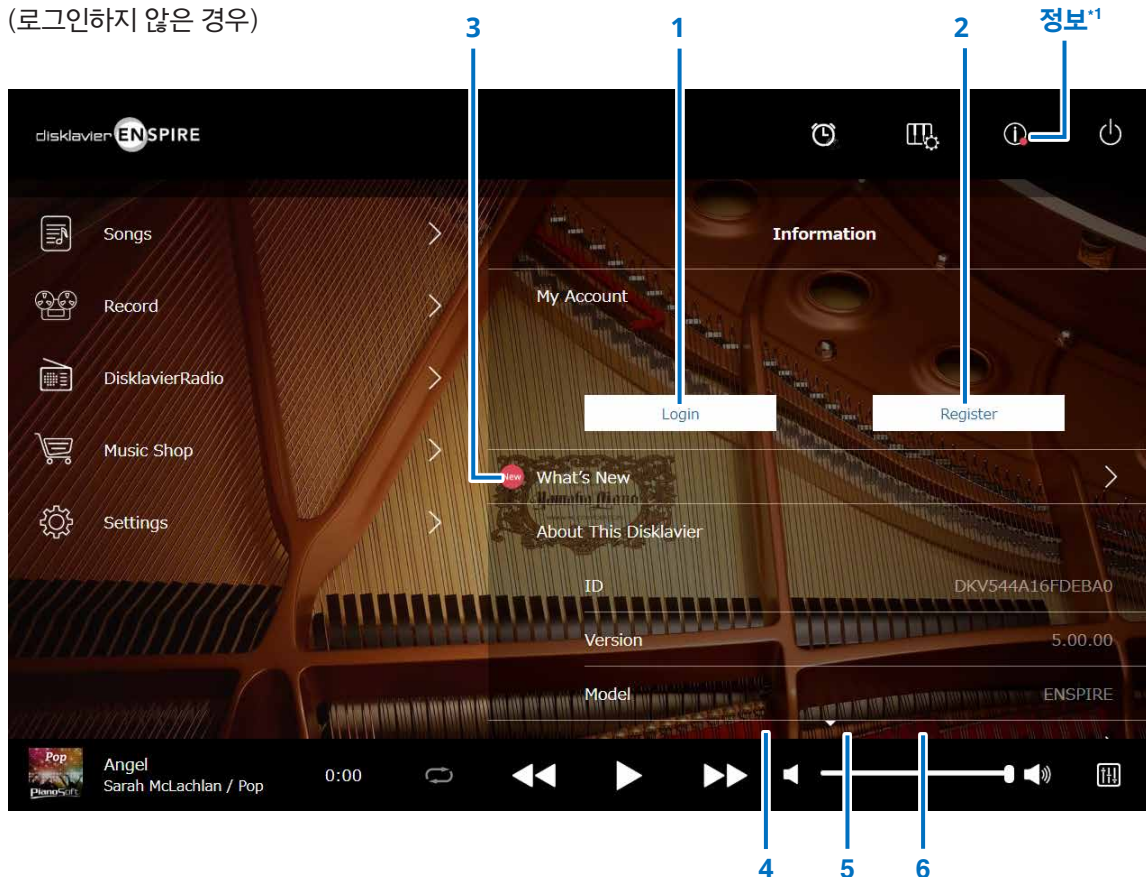 (로그인하지 않은 경우)
3
1
2
정보*1
disklavier ENSPIRE
Songs
Record
DisklavierRadio
Music Shop
Settings
Information
My Account
Login
Register
New
What's New
About This Disklavier
ID
DKV544A16FDEBA0
Version
5.00.00
Model
ENSPIRE
Yamaha Piano
Pop
PianoSoft
Angel
Sarah McLachlan / Pop
0:00
4
5
6